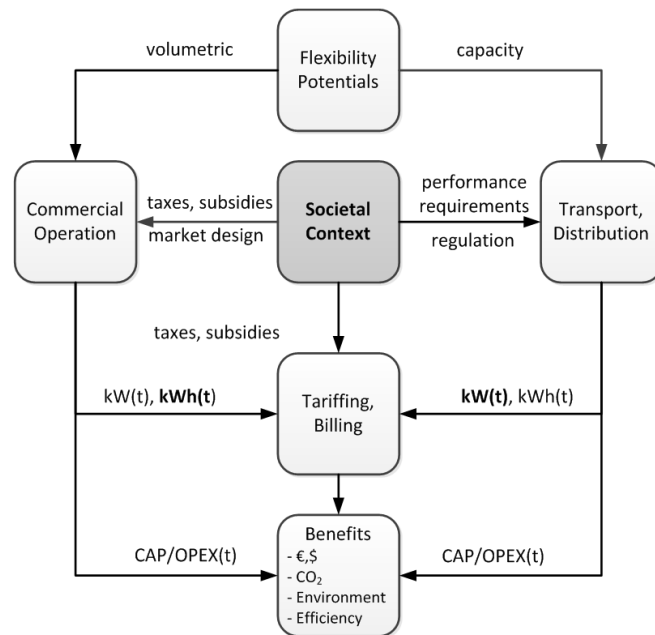 volumetric
Flexibility
Potentials
capacity
Commercial
Operation
taxes, subsidies
market design
Societal
Context
performance
requirements
regulation
Transport,
Distribution
taxes, subsidies
kW(t), kWh(t)
Tariffing,
Billing
kW(t), kWh(t)
CAP/OPEX(t)
Benefits
- €,$
- CO₂
- Environment
- Efficiency
CAP/OPEX(t)